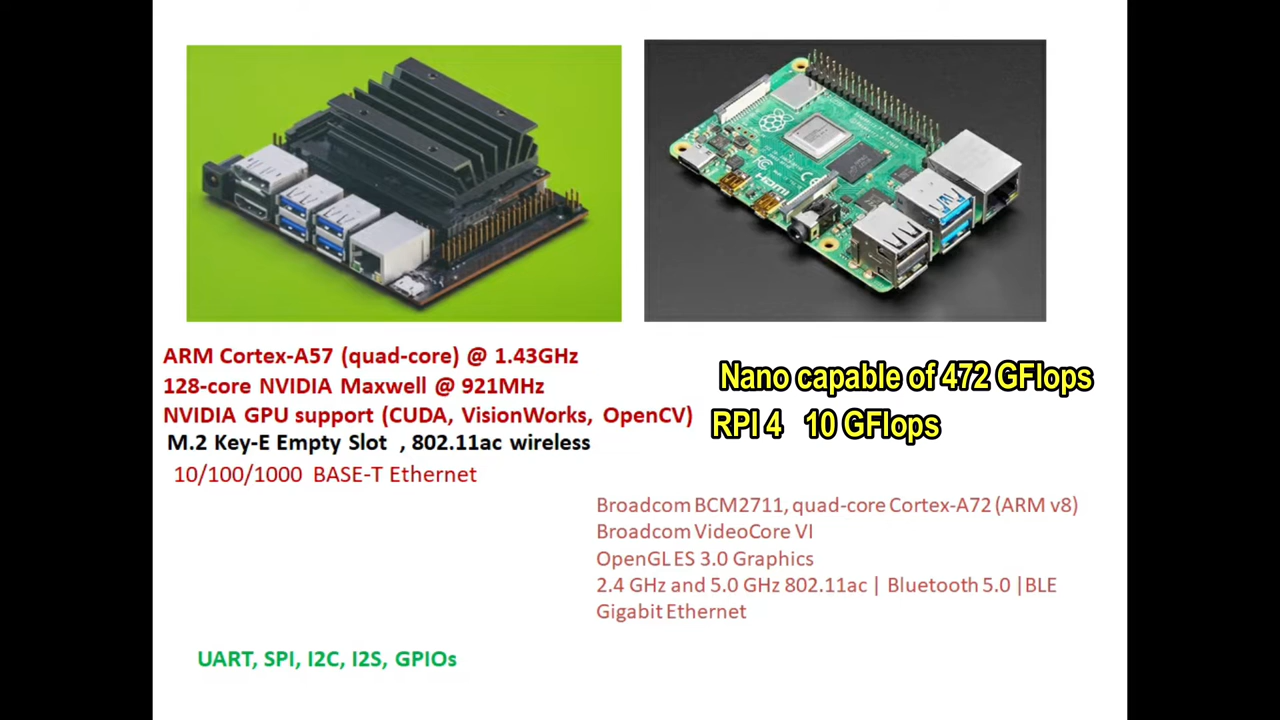 HDMI
ARM Cortex-A57 (quad-core) @ 1.43GHz
128-core NVIDIA Maxwell @ 921MHz
NVIDIA GPU support (CUDA, VisionWorks, OpenCV)
M.2 Key-E Empty Slot , 802.11ac wireless
10/100/1000 BASE-T Ethernet
Nano capable of 472 GFlops
RPI 4 10 GFlops
Broadcom BCM2711, quad-core Cortex-A72 (ARM v8)
Broadcom VideoCore VI
OpenGL ES 3.0 Graphics
2.4 GHz and 5.0 GHz 802.11ac | Bluetooth 5.0 |BLE
Gigabit Ethernet
UART, SPI, I2C, I2S, GPIOs